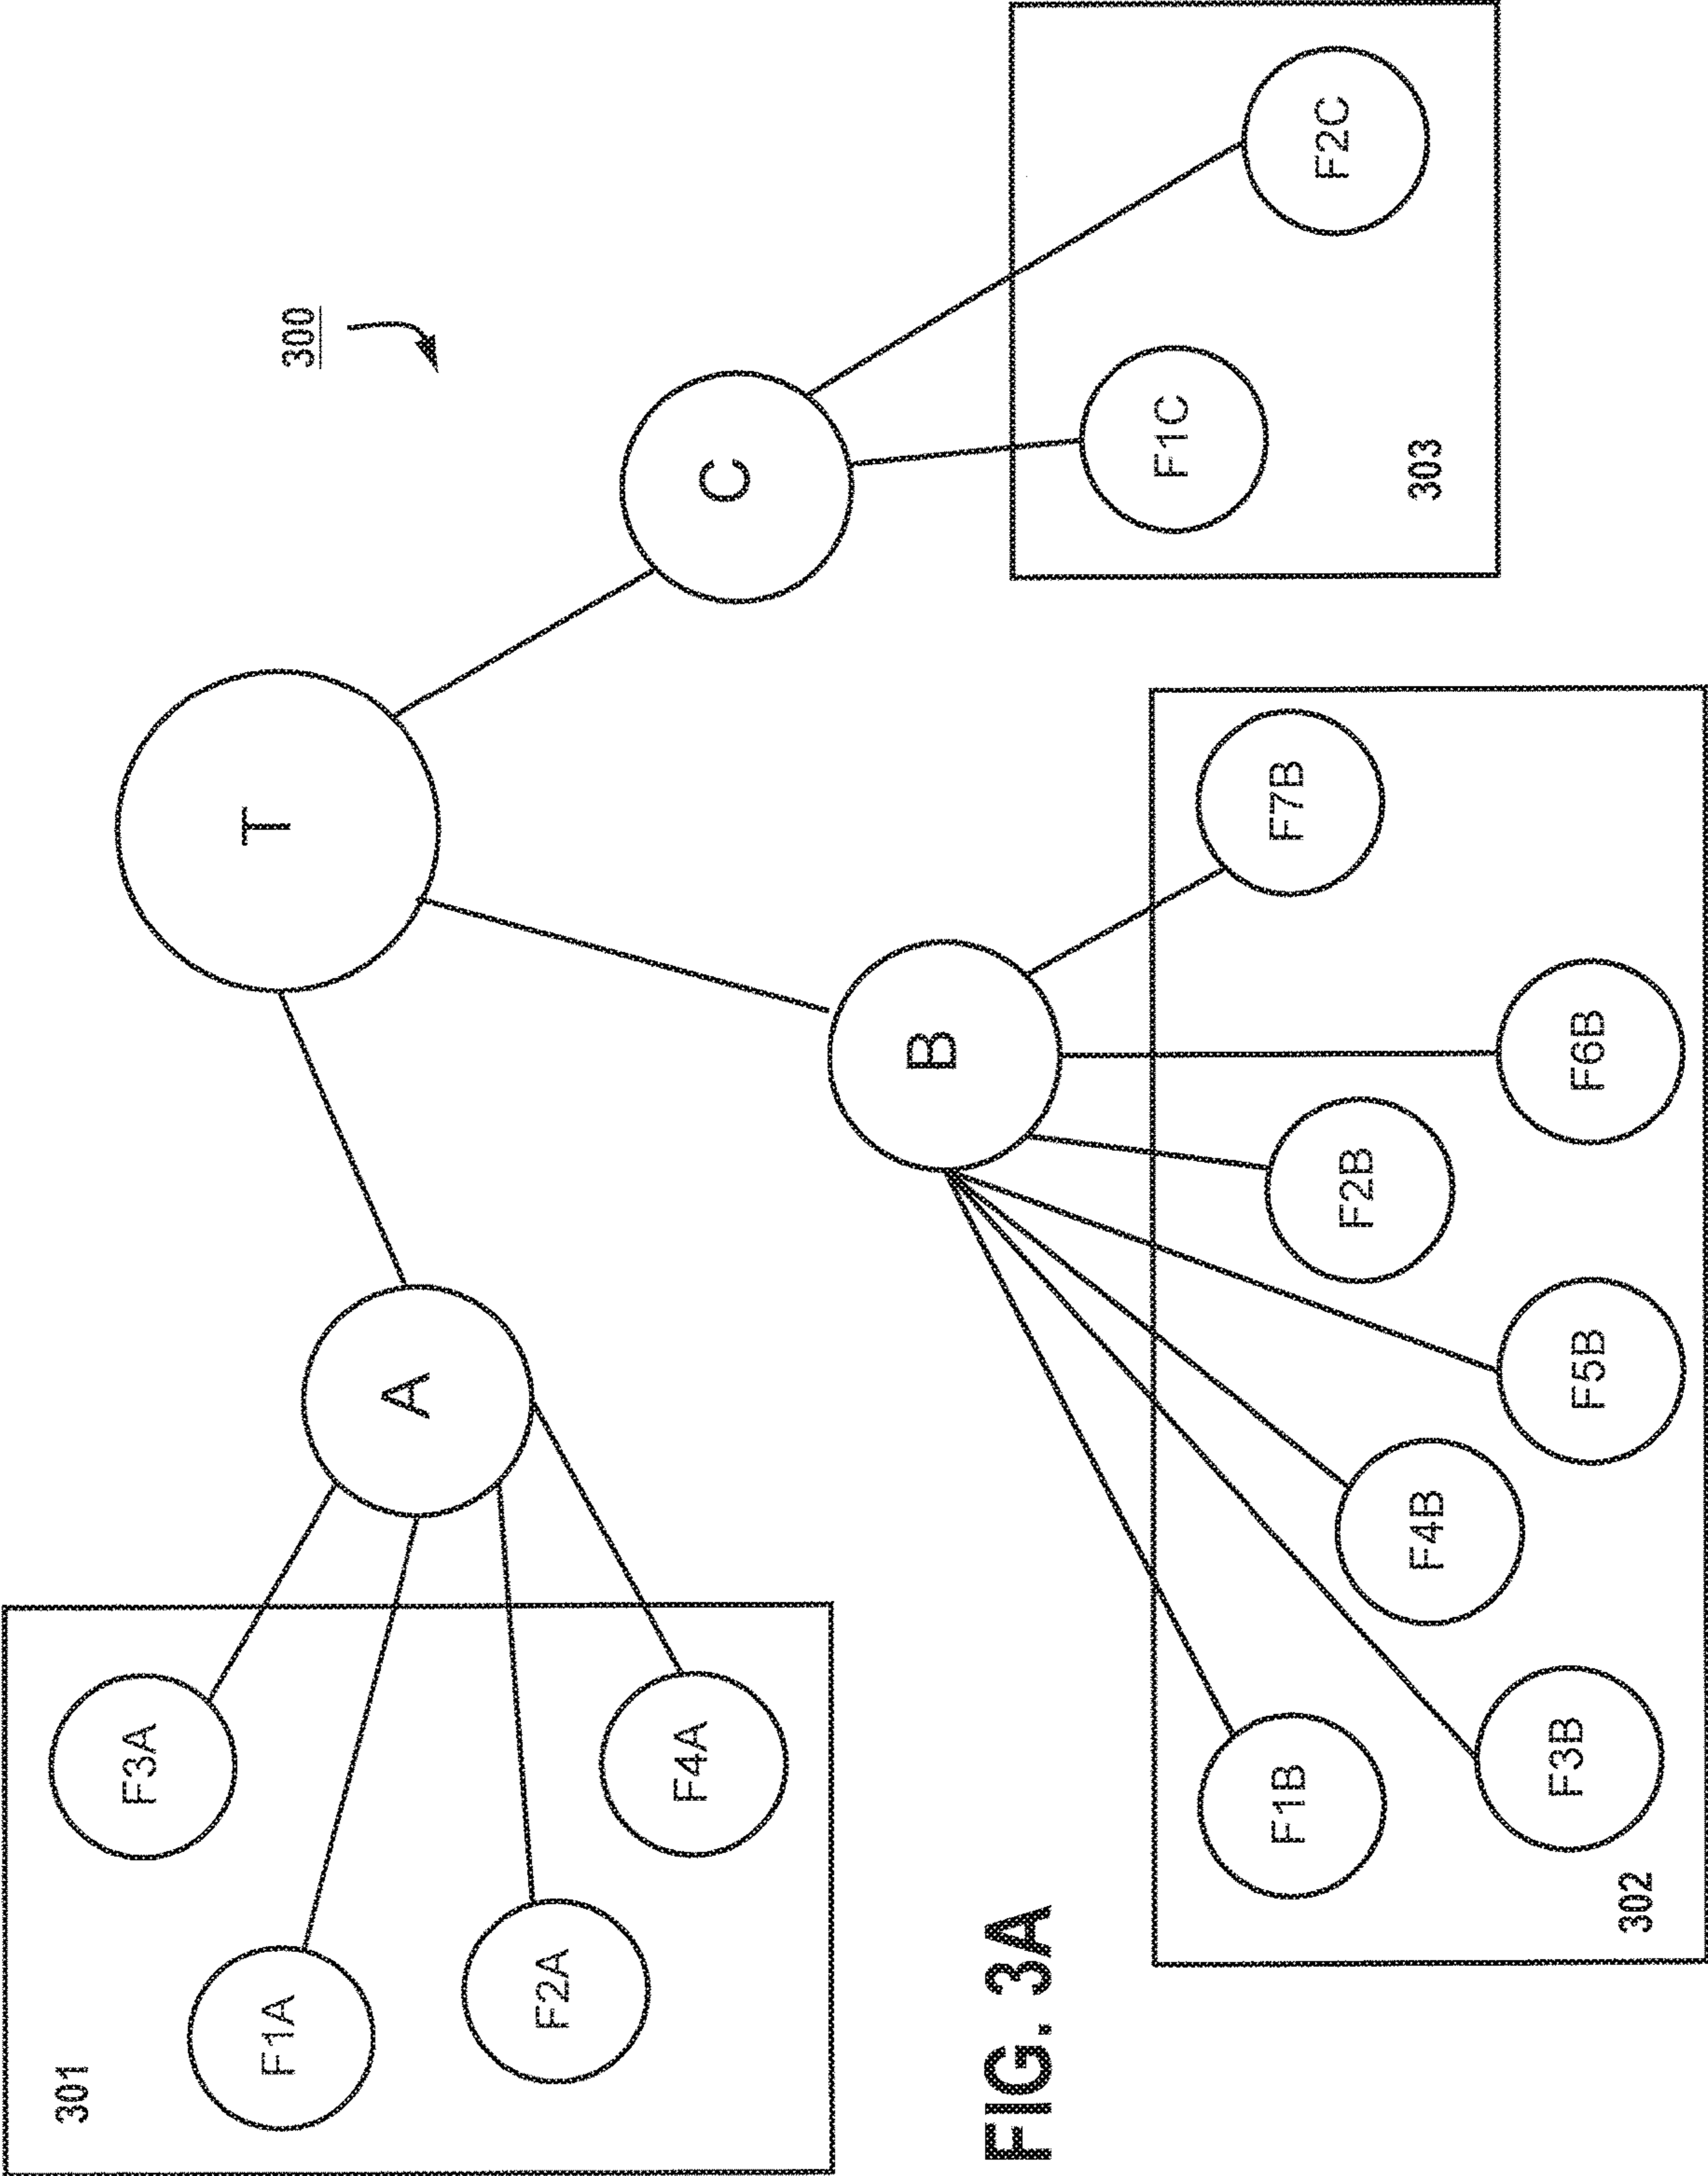 301
F3A
T
F1A
300
A
F2A
F4A
C
B
FIG. 3A
F1C
F1B
F7B
F2C
F2B
F4B
303
F3B
F5B
F6B
302